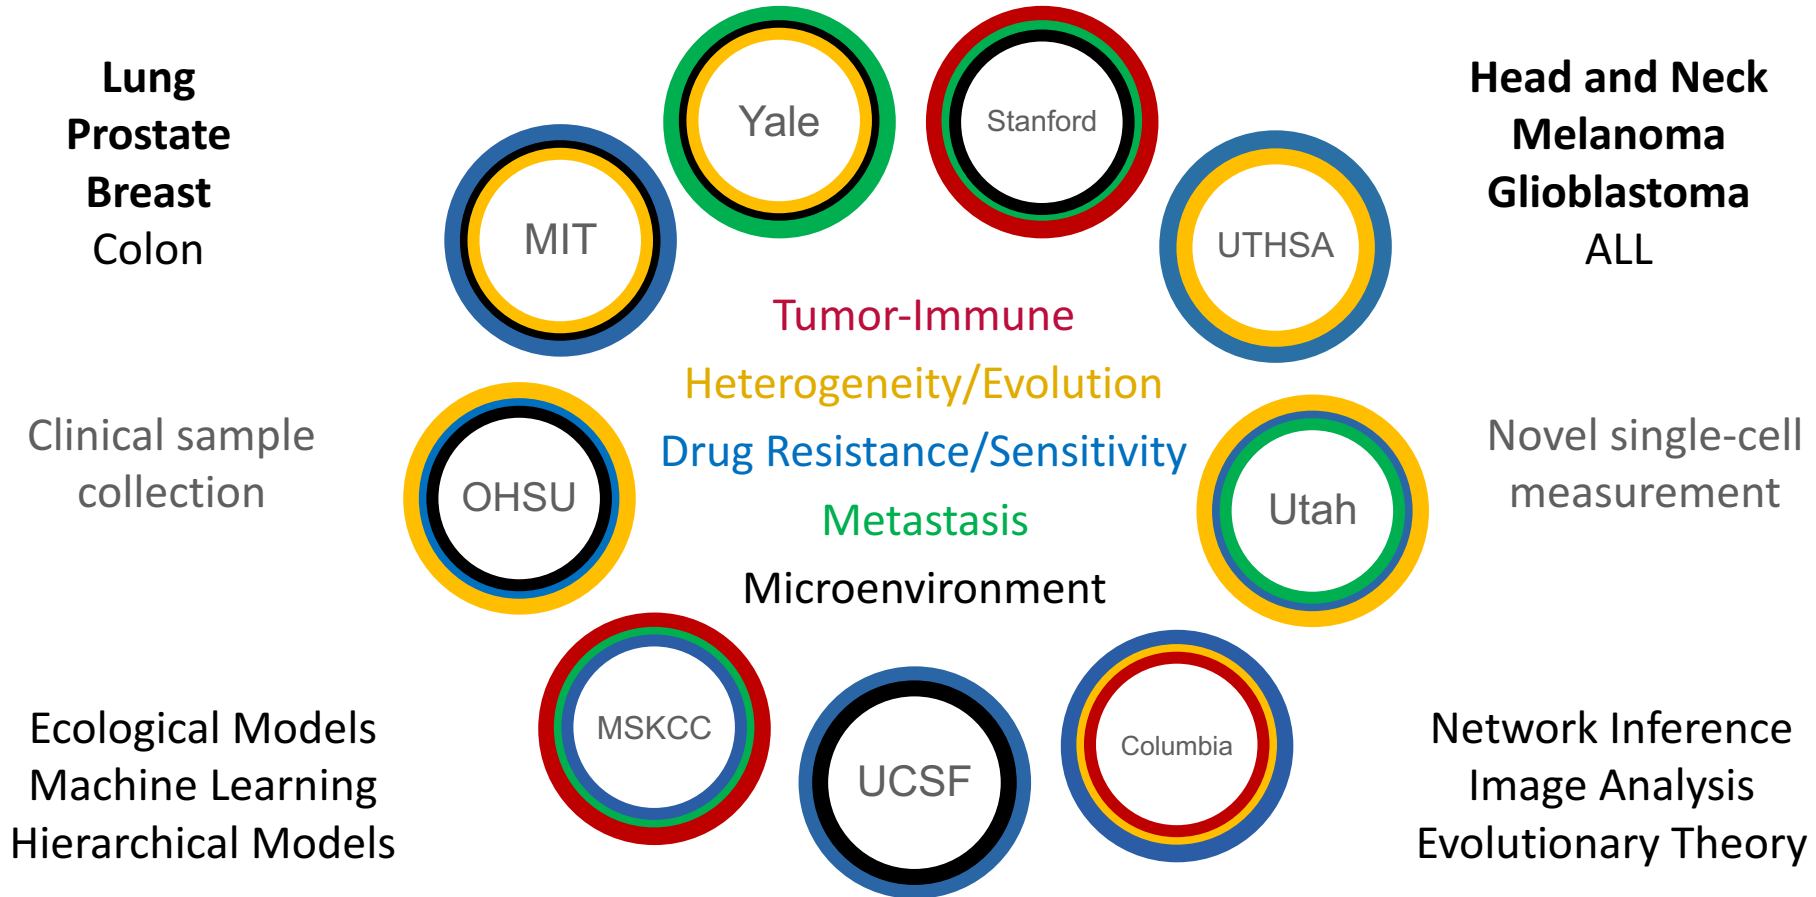 Lung
Prostate
Breast
Colon
Yale
Stanford
Head and Neck
Melanoma
Glioblastoma
ALL
MIT
UTHSA
Tumor-Immune
Heterogeneity/Evolution
Drug Resistance/Sensitivity
Metastasis
Microenvironment
Clinical sample
collection
OHSU
Utah
Novel single-cell
measurement
MSKCC
UCSF
Columbia
Ecological Models
Machine Learning
Hierarchical Models
Network Inference
Image Analysis
Evolutionary Theory